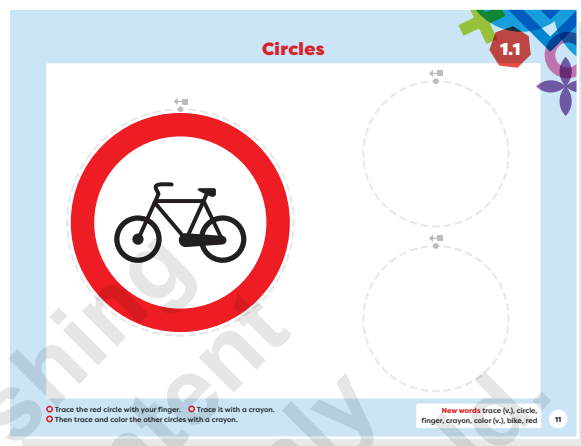 Circles
1.1
Trace the red circle with your finger. Trace it with a crayon.
Then trace and color the other circles with a crayon.
New words trace (v.), circle,
finger, crayon, color (v.), bike, red
11